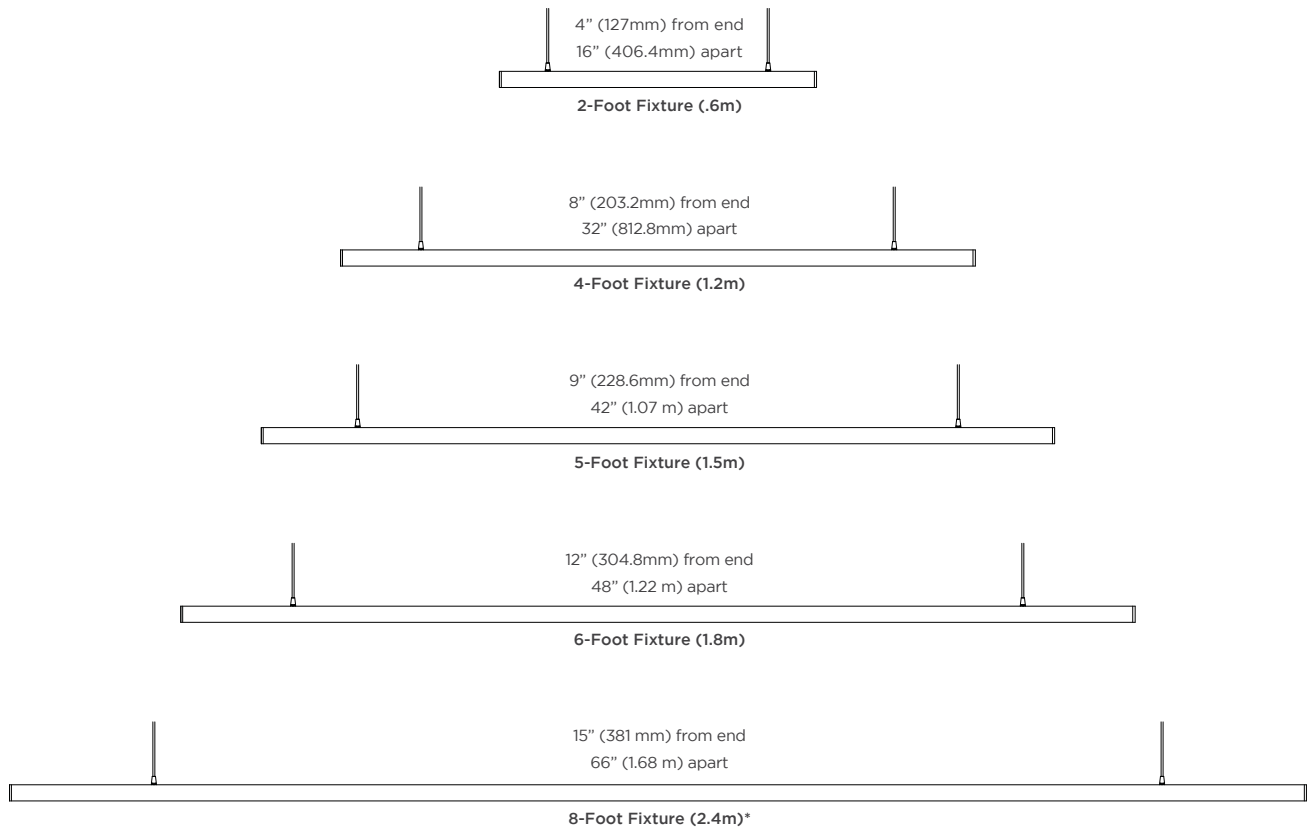 4” (127mm) from end
16” (406.4mm) apart
2-Foot Fixture (.6m)
8” (203.2mm) from end
32” (812.8mm) apart
4-Foot Fixture (1.2m)
9” (228.6mm) from end
42” (1.07 m) apart
5-Foot Fixture (1.5m)
12” (304.8mm) from end
48” (1.22 m) apart
6-Foot Fixture (1.8m)
15” (381 mm) from end
66” (1.68 m) apart
8-Foot Fixture (2.4m)*